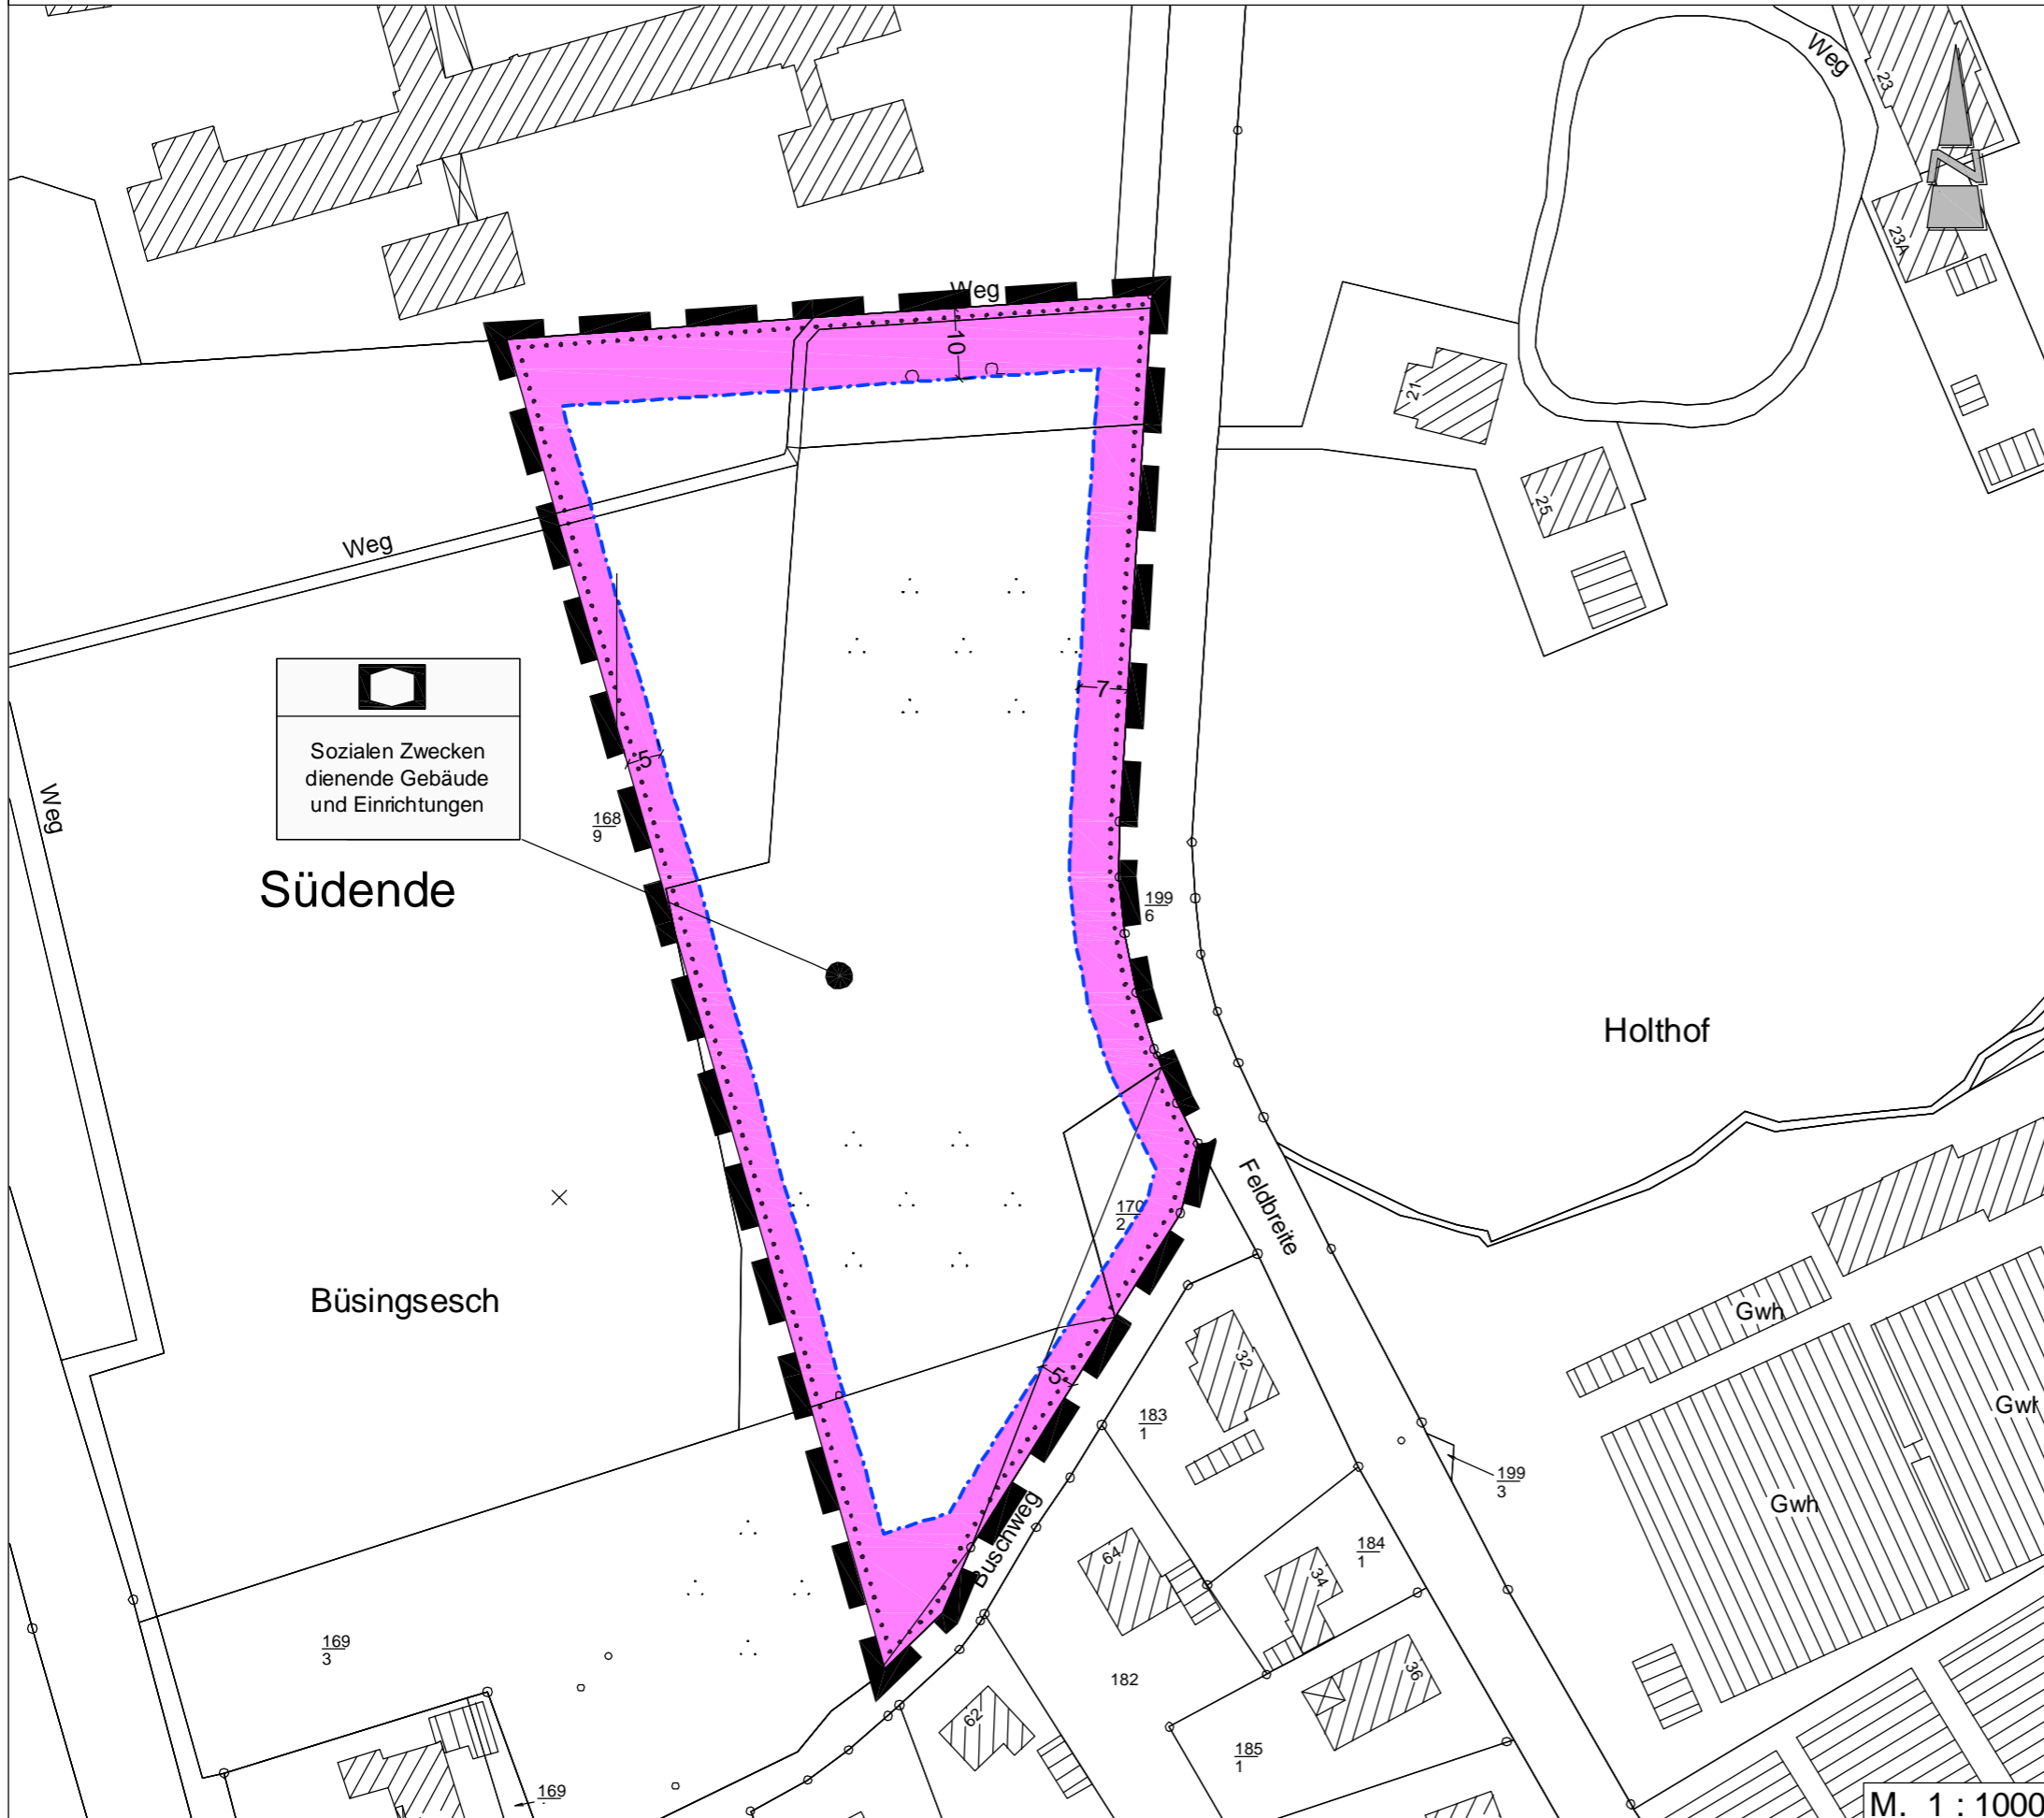 Weg
23
23A
N
Weg
10
21
25
Weg
7
Sozialen Zwecken
dienende Gebäude
und Einrichtungen
5
Weg
168
9
Südende
199
6
Holthof
170
2
Feldbreite
Büsingsesch
Gwh
32
5
183
1
Gwh
199
3
Gwh
Buschweg
64
184
1
34
169
3
182
36
62
185
1
169
M. 1 : 1000